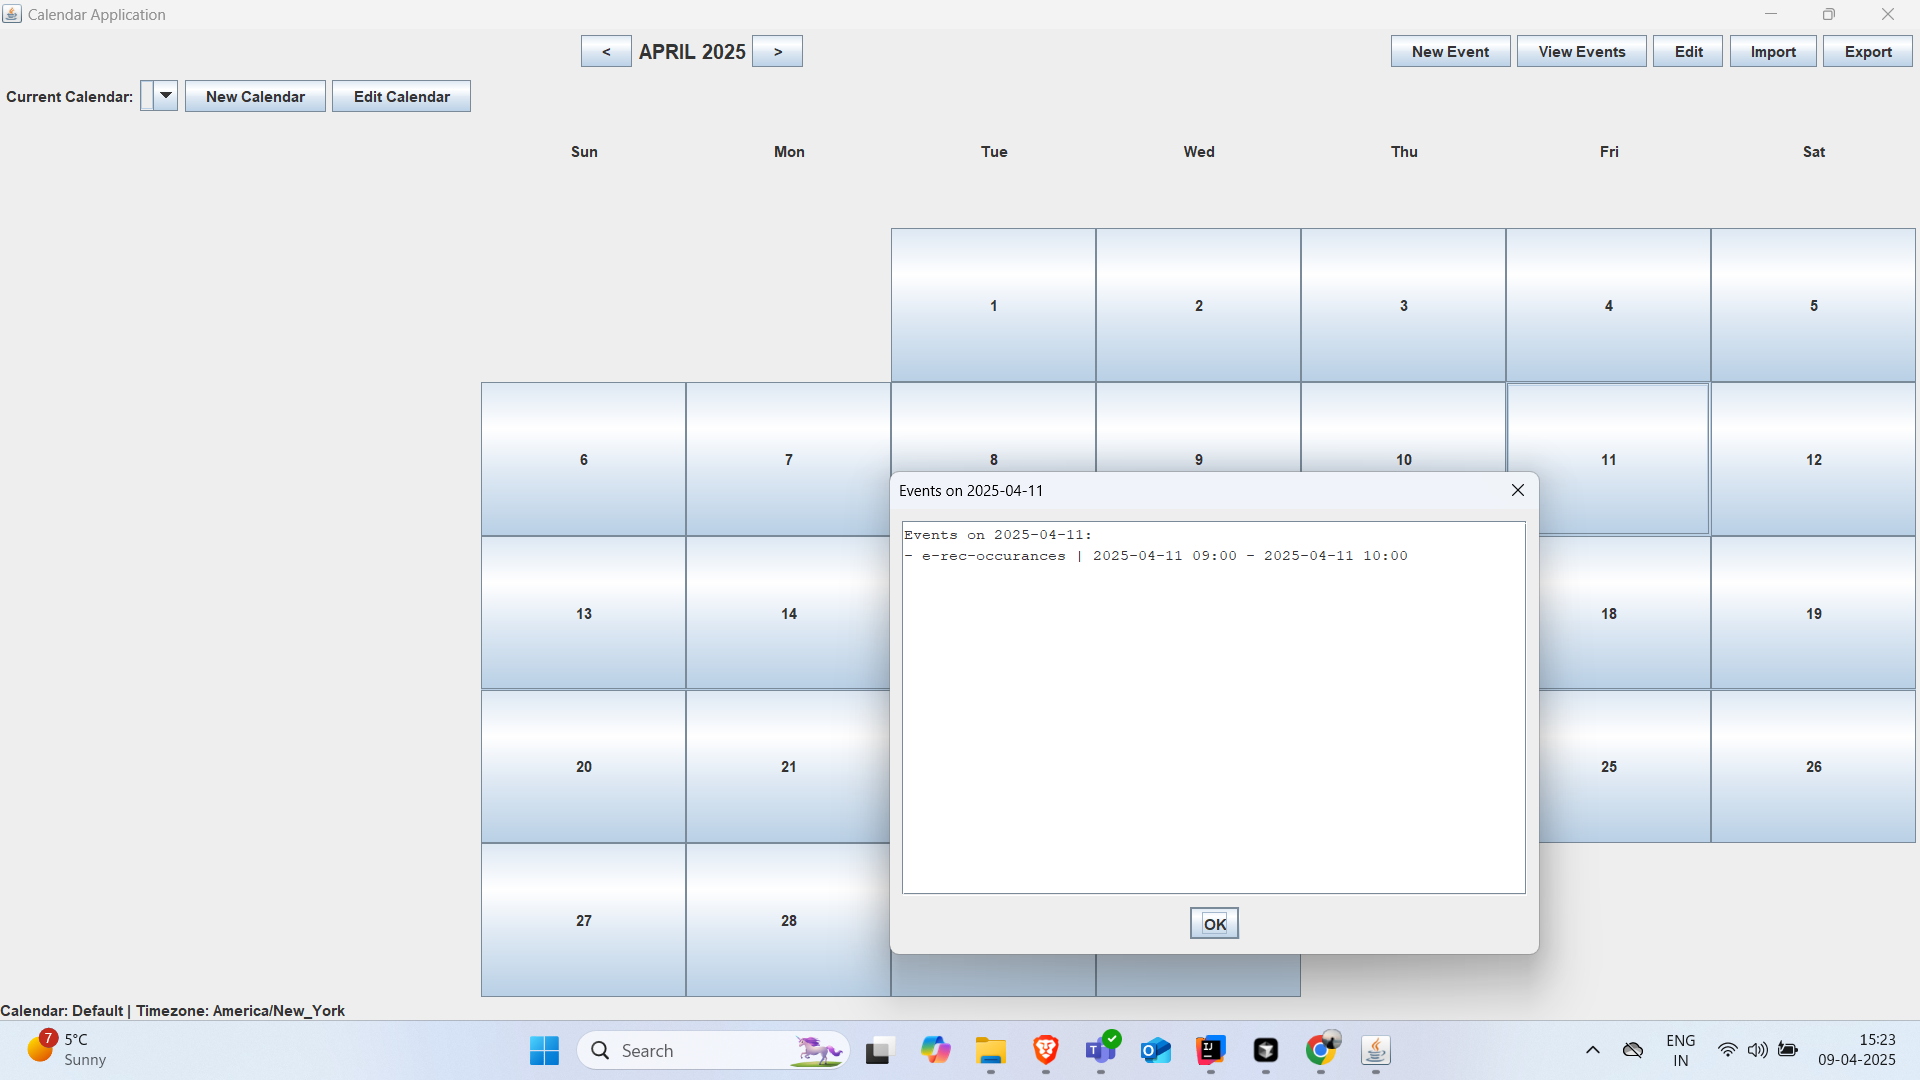 Calendar Application
< APRIL 2025 >
New Event View Events Edit Import Export
Current Calendar: New Calendar Edit Calendar
Sun Mon Tue Wed Thu Fri Sat
1 2 3 4 5
6 7 8 9 10 11 12
Events on 2025-04-11
Events on 2025-04-11:
- e-rec-occurances | 2025-04-11 09:00 - 2025-04-11 10:00
13 14 18 19
20 21 25 26
27 28
OK
Calendar: Default | Timezone: America/New_York
7
5°C
Sunny
Search
ENG
IN
15:23
09-04-2025